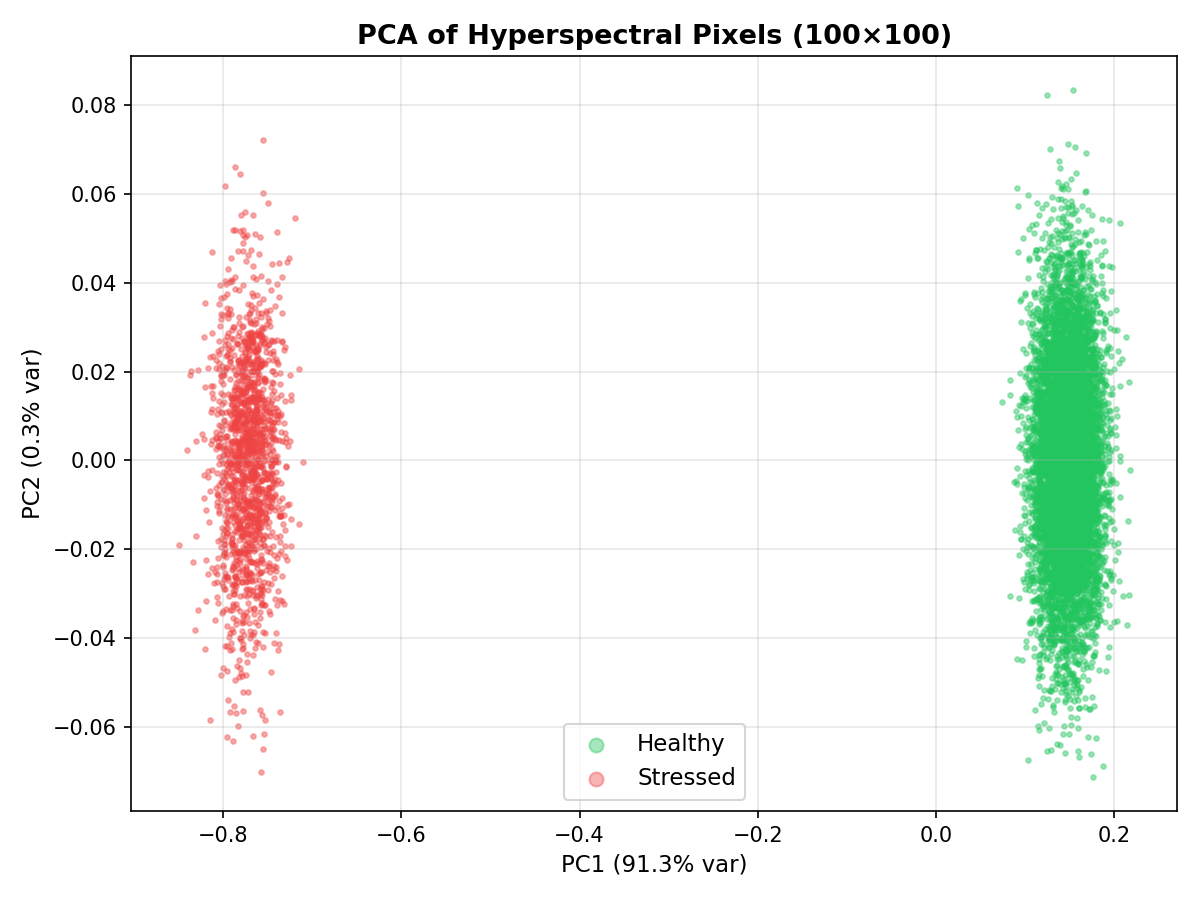 PCA of Hyperspectral Pixels (100×100)
PC2 (0.3% var)
0.08
0.06
0.04
0.02
0.00
−0.02
−0.04
−0.06
Healthy
Stressed
−0.8 −0.6 −0.4 −0.2 0.0 0.2
PC1 (91.3% var)